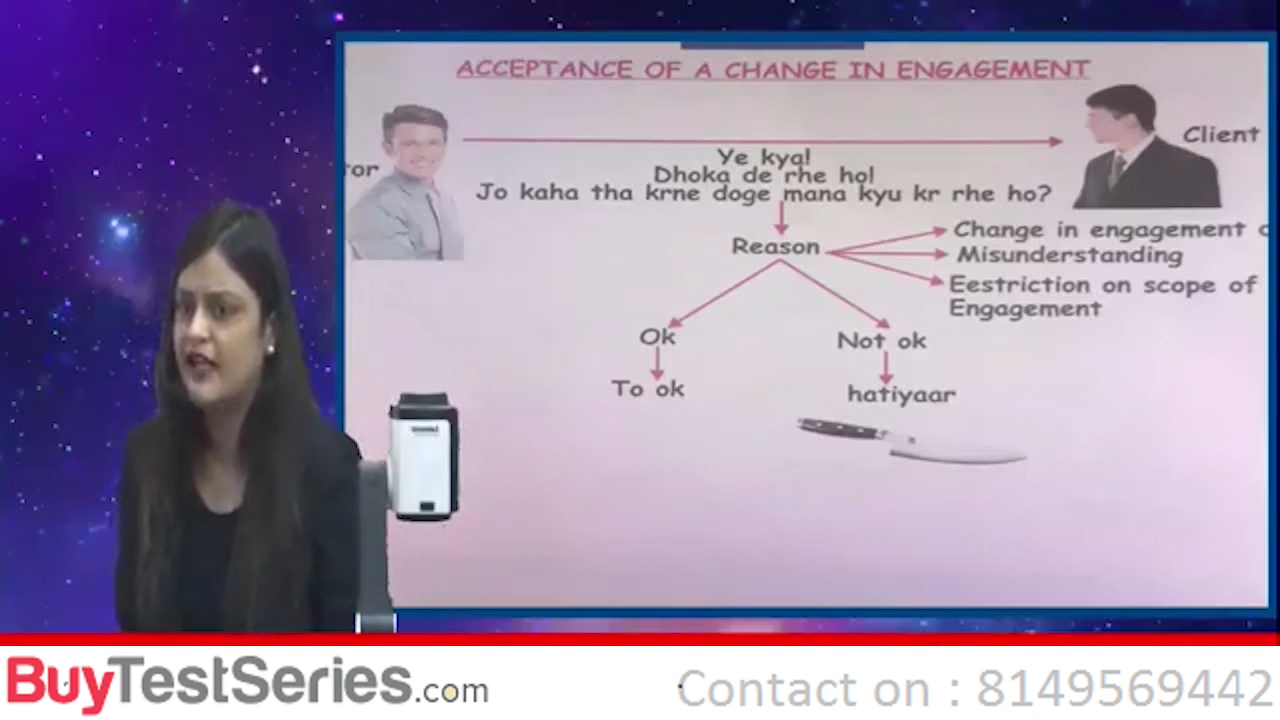 ACCEPTANCE OF A CHANGE IN ENGAGEMENT
Client
Ye kya!
Dhoka de rhe ho!
Jo kaha tha krne doge mana kyu kr rhe ho?
Reason
Change in engagement
Misunderstanding
Eestriction on scope of
Engagement
Ok
Not ok
To ok
hatiyaar
BuyTestSeries.com
Contact on : 8149569442